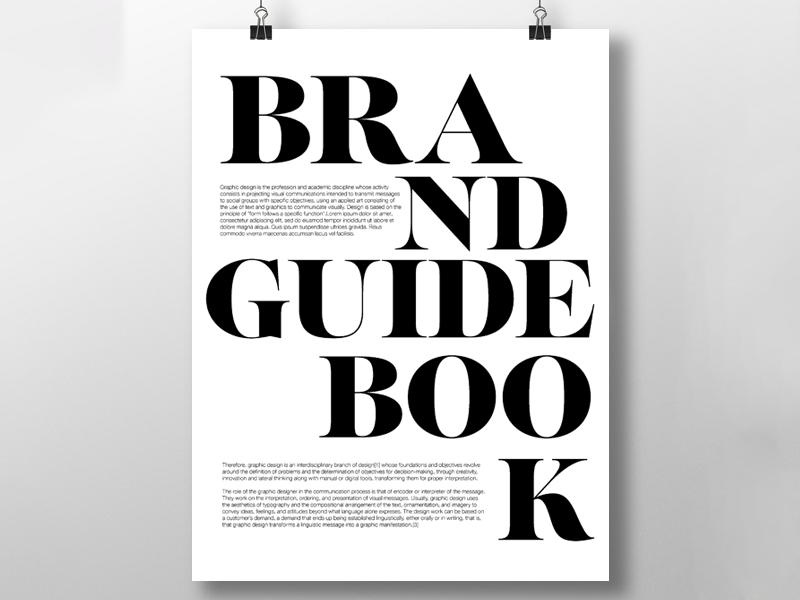 BRA
Graphic design is the profession and academic discipline whose activity
consists in projecting visual communications intended to transmit messages
to social groups with specific objectives, using an applied art consisting of
the use of text and graphics to communicate visually. Design is based on the
principle of "form follows a specific function".Lorem ipsum dolor sit amet,
consectetur adipiscing elit, sed do eiusmod tempor incididunt ut labore et
dolore magna aliqua. Quis ipsum suspendisse ultrices gravida. Risus
commodo viverra maecenas accumsan lacus vel facilisis.
ND
GUIDE
BOO
K
Therefore, graphic design is an interdisciplinary branch of design[1] whose foundations and objectives revolve
around the definition of problems and the determination of objectives for decision-making, through creativity,
innovation and lateral thinking along with manual or digital tools, transforming them for proper interpretation.
The role of the graphic designer in the communication process is that of encoder or interpreter of the message.
They work on the interpretation, ordering, and presentation of visual messages. Usually, graphic design uses
the aesthetics of typography and the compositional arrangement of the text, ornamentation, and imagery to
convey ideas, feelings, and attitudes beyond what language alone expresses. The design work can be based on
a customer's demand, a demand that ends up being established linguistically, either orally or in writing, that is,
that graphic design transforms a linguistic message into a graphic manifestation.[3]